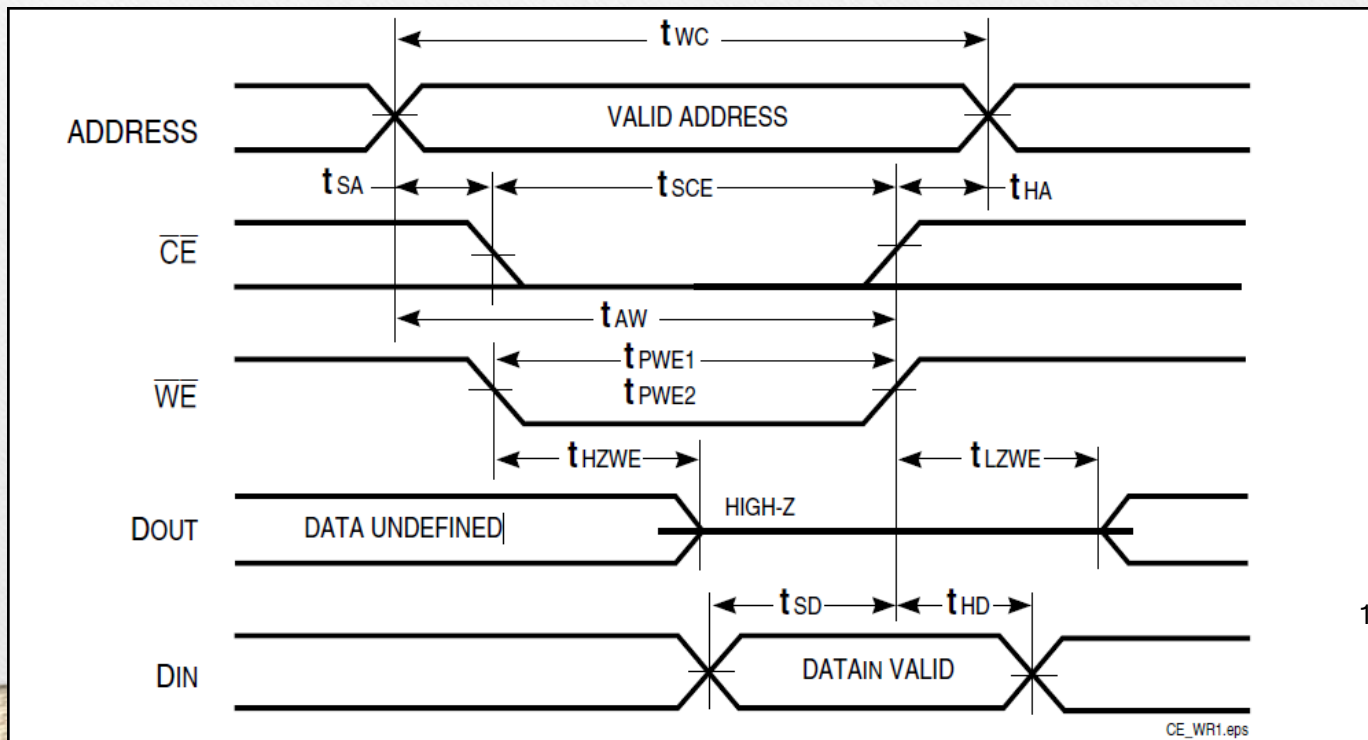 tWC
ADDRESS
VALID ADDRESS
tSA
tSCE
tHA
CE
tAW
tPWE1
WE
tPWE2
tHZWE
tLZWE
HIGH-Z
DOUT
DATA UNDEFINED
tSD
tHD
1
DIN
DATAIN VALID
CE_WR1.eps